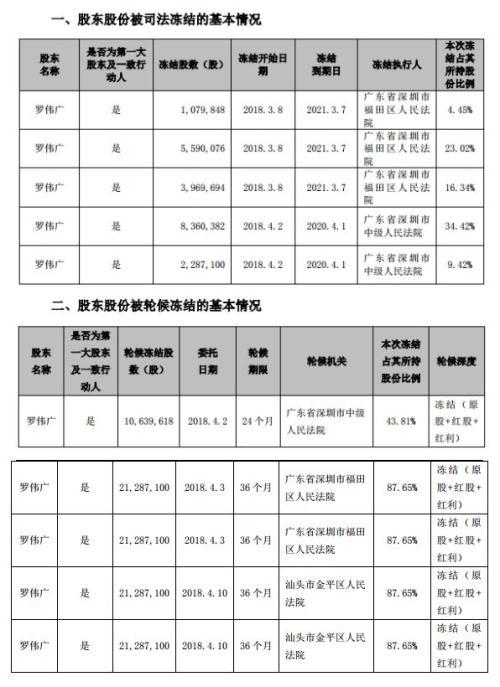 一、股东股份被司法冻结的基本情况
股东名称 是否为第一大股东及一致行动人 冻结股数（股） 冻结开始日期 冻结到期日 冻结执行人 本次冻结占其所持股份比例
罗伟广 是 1,079,848 2018.3.8 2021.3.7 广东省深圳市福田区人民法院 4.45%
罗伟广 是 5,590,076 2018.3.8 2021.3.7 广东省深圳市福田区人民法院 23.02%
罗伟广 是 3,969,694 2018.3.8 2021.3.7 广东省深圳市福田区人民法院 16.34%
罗伟广 是 8,360,382 2018.4.2 2020.4.1 广东省深圳市中级人民法院 34.42%
罗伟广 是 2,287,100 2018.4.2 2020.4.1 广东省深圳市中级人民法院 9.42%
二、股东股份被轮候冻结的基本情况
股东名称 是否为第一大股东及一致行动人 轮候冻结股数（股） 委托日期 轮候期限 轮候机关 本次冻结占其所持股份比例 轮候深度
罗伟广 是 10,639,618 2018.4.2 24 个月 广东省深圳市中级人民法院 43.81% 冻结（原股+红股+红利）
罗伟广 是 21,287,100 2018.4.3 36 个月 广东省深圳市福田区人民法院 87.65% 冻结（原股+红股+红利）
罗伟广 是 21,287,100 2018.4.3 36 个月 广东省深圳市福田区人民法院 87.65% 冻结（原股+红股+红利）
罗伟广 是 21,287,100 2018.4.10 36 个月 汕头市金平区人民法院 87.65% 冻结（原股+红股+红利）
罗伟广 是 21,287,100 2018.4.10 36 个月 汕头市金平区人民法院 87.65% 冻结（原股+红股+红利）